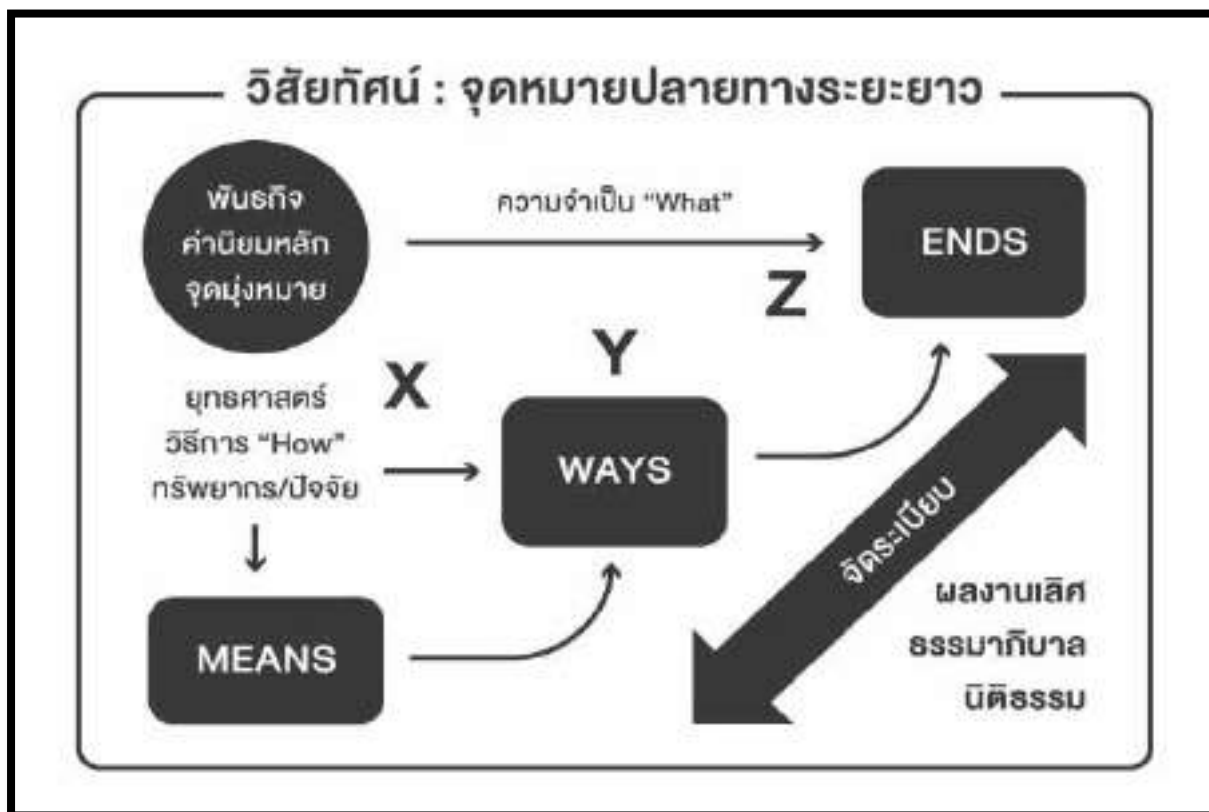 วิสัยทัศน์ : จุดหมายปลายทางระยะยาว
พันธกิจ
ค่านิยมหลัก
จุดมุ่งหมาย
ความจำเป็น “What”
ENDS
Z
Y
X
ยุทธศาสตร์
วิธีการ “How”
ทรัพยากร/ปัจจัย
WAYS
MEANS
จัดระเบียบ
ผลงานเลิศ
ธรรมาภิบาล
นิติธรรม